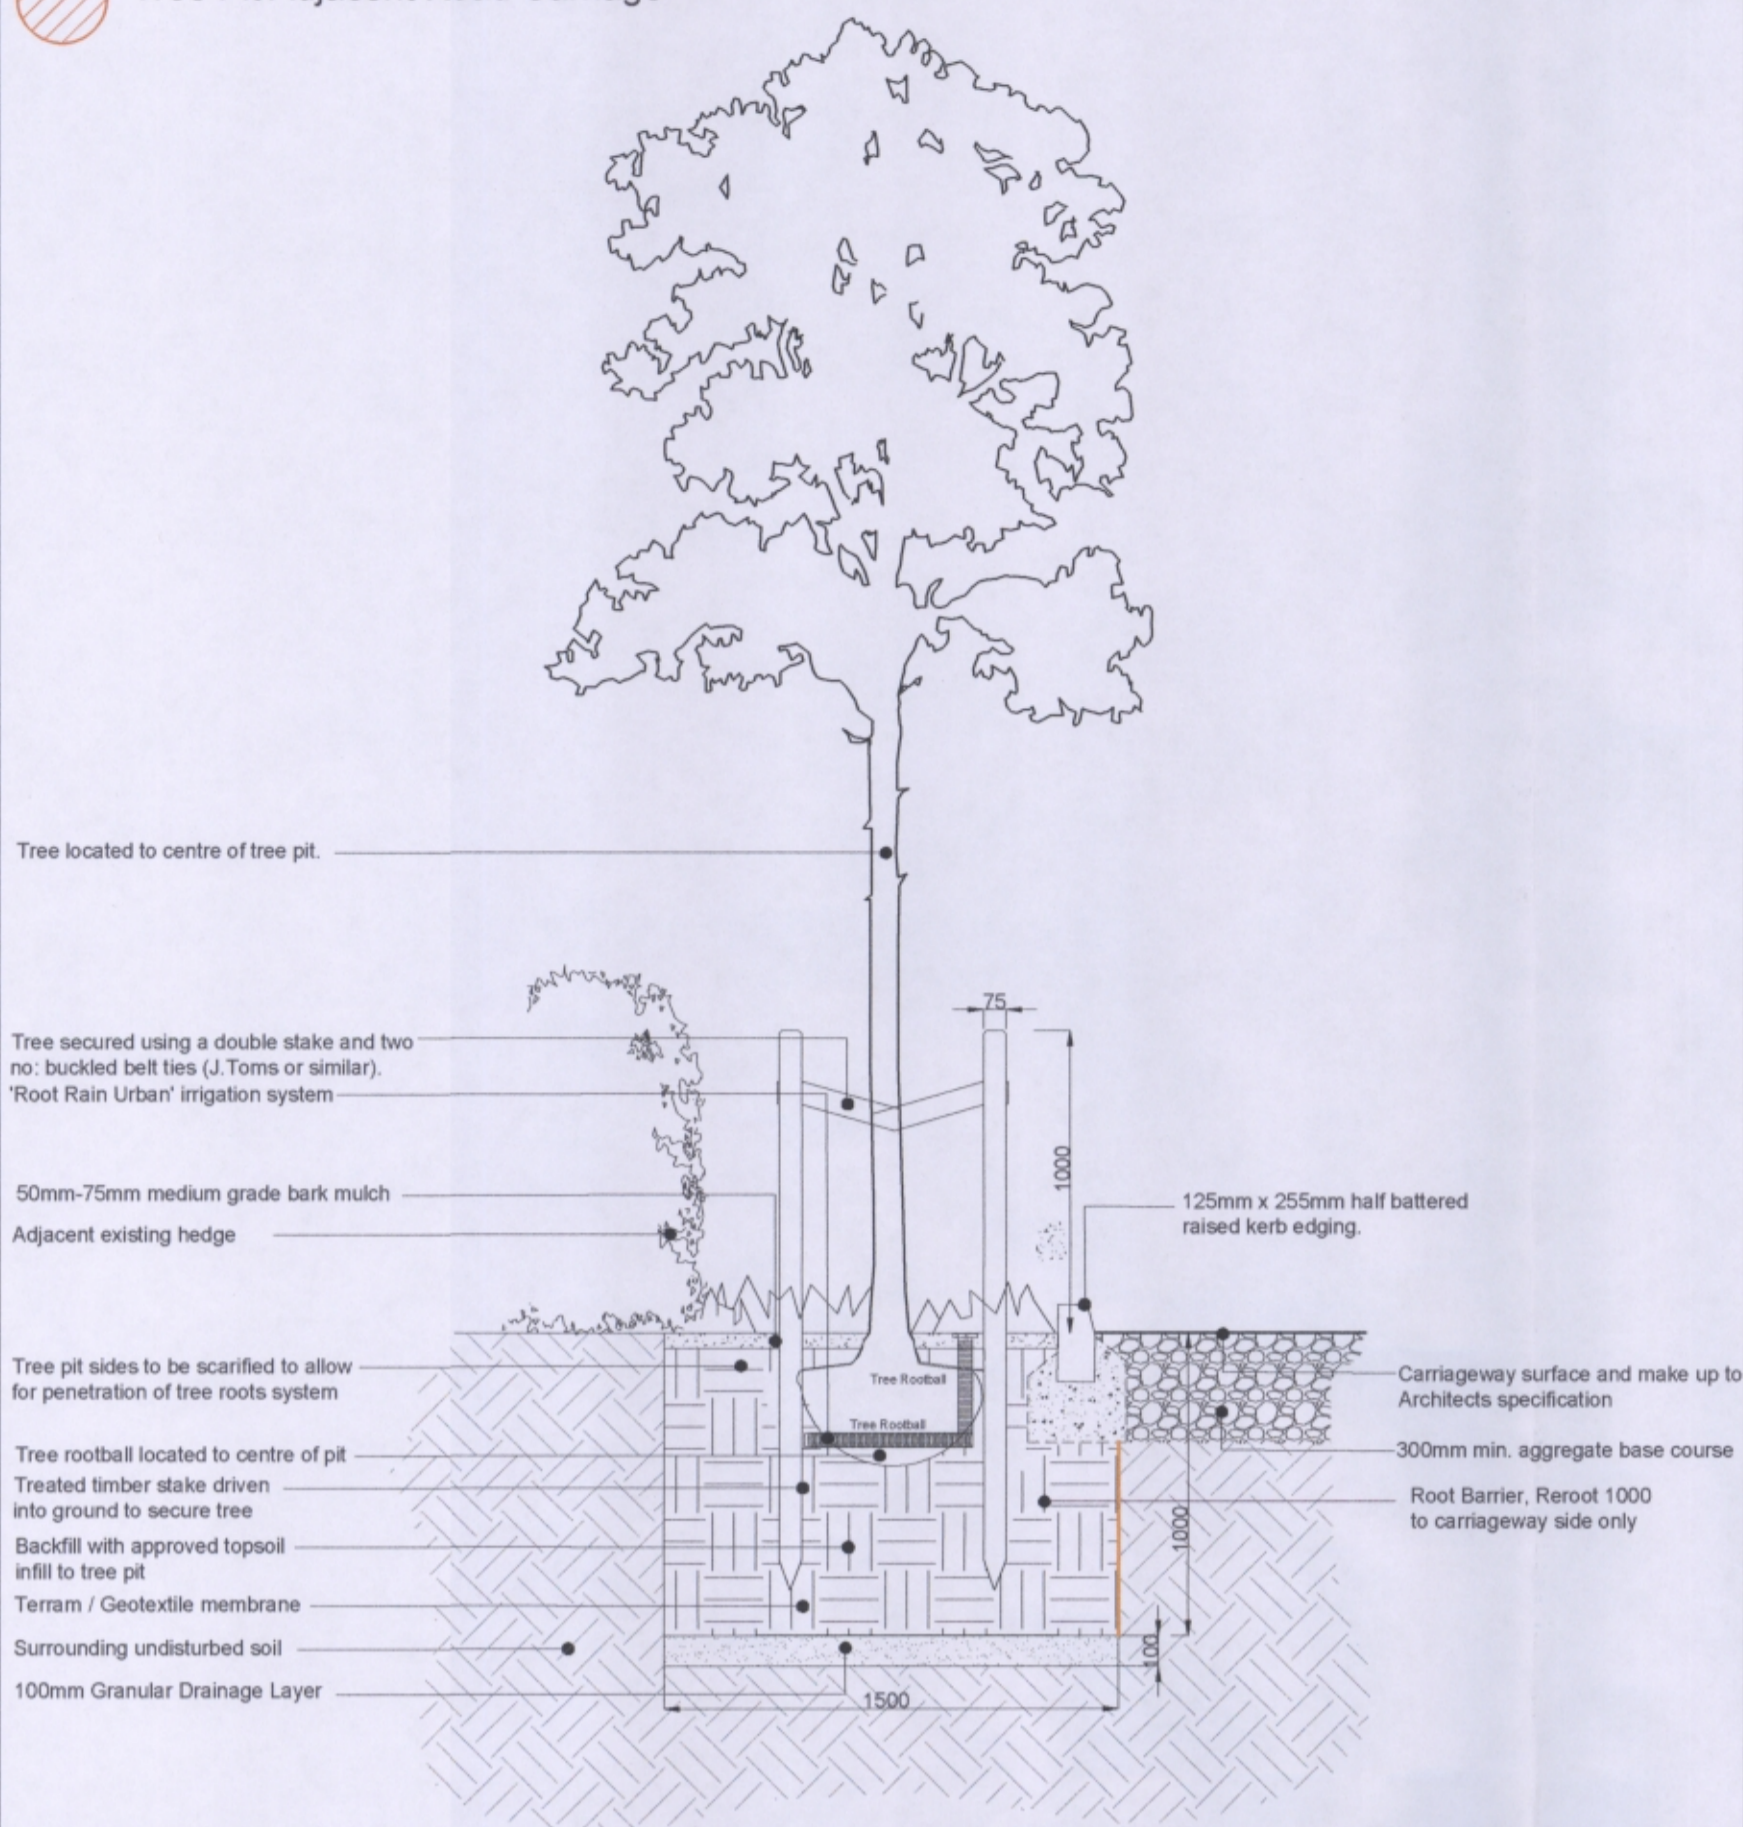 Tree located to centre of tree pit.
75
Tree secured using a double stake and two
no: buckled belt ties (J.Toms or similar).
'Root Rain Urban' irrigation system
1000
50mm-75mm medium grade bark mulch
Adjacent existing hedge
125mm x 255mm half battered
raised kerb edging.
Tree pit sides to be scarified to allow
for penetration of tree roots system
Tree Rootball
Tree Rootball
Carriageway surface and make up to
Architects specification
300mm min. aggregate base course
Tree rootball located to centre of pit
Treated timber stake driven
into ground to secure tree
Root Barrier, Reroot 1000
to carriageway side only
1000
Backfill with approved topsoil
infill to tree pit
Terram / Geotextile membrane
Surrounding undisturbed soil
100
100mm Granular Drainage Layer
1500